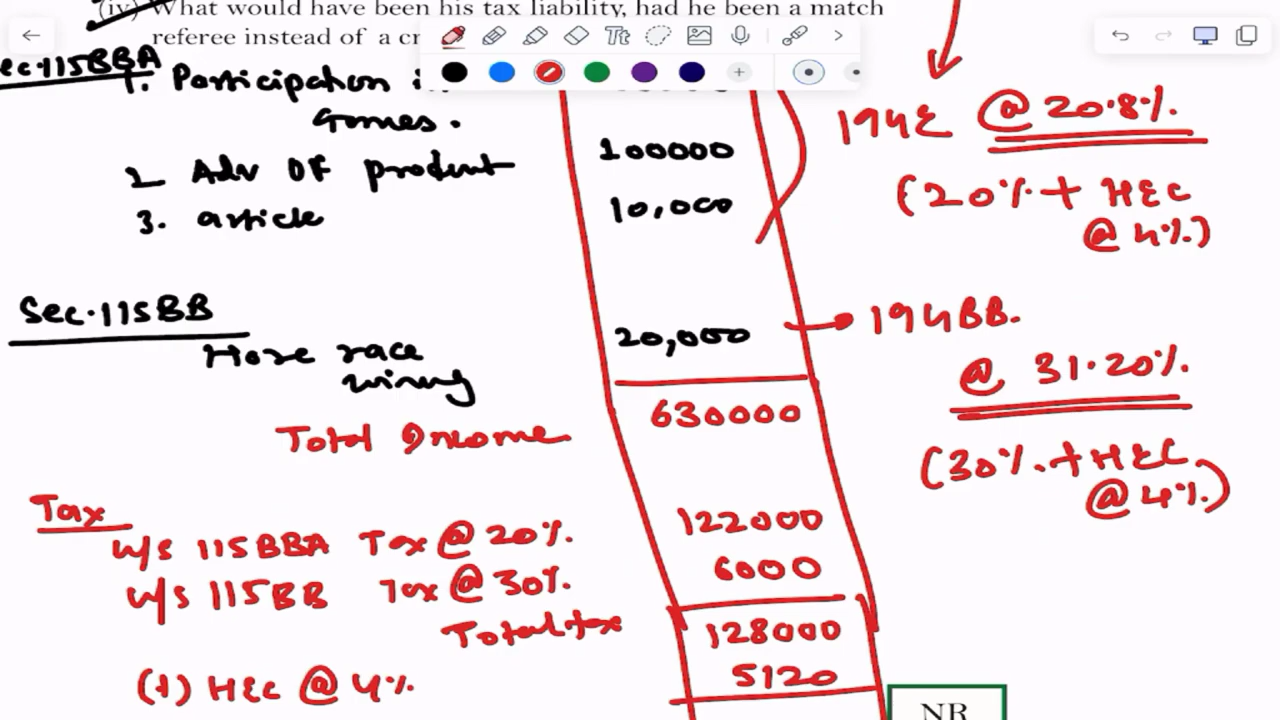 (iv) What would have been his tax liability, had he been a match
referee instead of a cr
Sec.115BBA
1. Participation i
Games.
100000
2 Adv Of product
10,000
3. article
194E @ 20.8%.
(20% + HEC
@ 4%.)
Sec.115BB
Horse race
wining
20,000
194BB.
@ 31.20%.
(30%. + HEC
@ 4%.)
630000
Total Income
Tax
u/s 115BBA Tax @ 20%.
122000
u/s 115BB Tax @ 30%.
6000
Total tax
128000
(+) HEC @ 4%
5120
NR
Tt